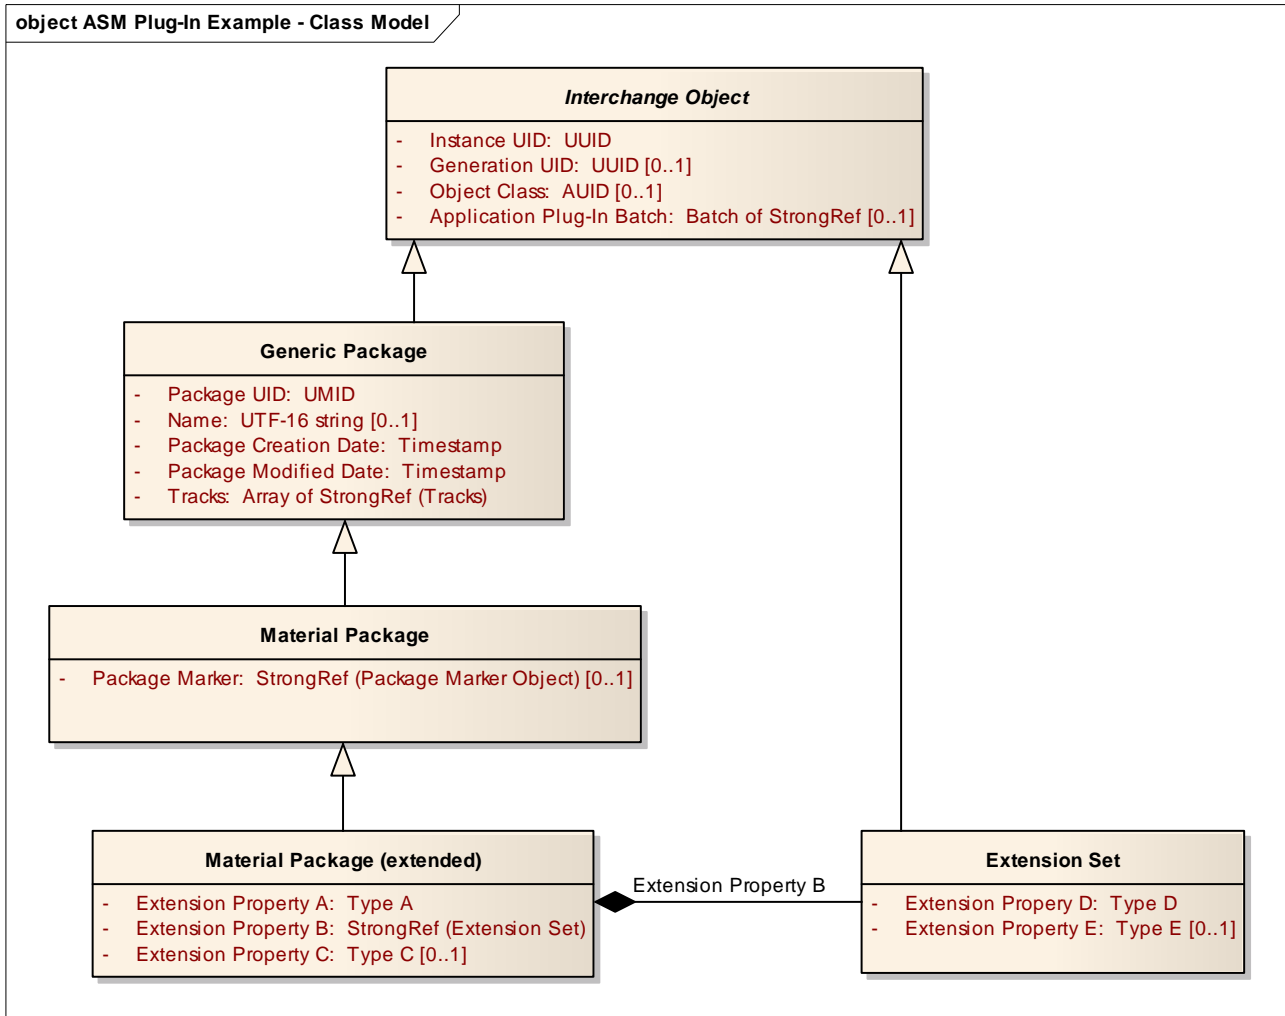 object ASM Plug-In Example - Class Model
Interchange Object
- Instance UID: UUID
- Generation UID: UUID [0..1]
- Object Class: AUID [0..1]
- Application Plug-In Batch: Batch of StrongRef [0..1]
Generic Package
- Package UID: UMID
- Name: UTF-16 string [0..1]
- Package Creation Date: Timestamp
- Package Modified Date: Timestamp
- Tracks: Array of StrongRef (Tracks)
Material Package
- Package Marker: StrongRef (Package Marker Object) [0..1]
Material Package (extended)
- Extension Property A: Type A
- Extension Property B: StrongRef (Extension Set)
- Extension Property C: Type C [0..1]
Extension Property B
Extension Set
- Extension Propery D: Type D
- Extension Property E: Type E [0..1]